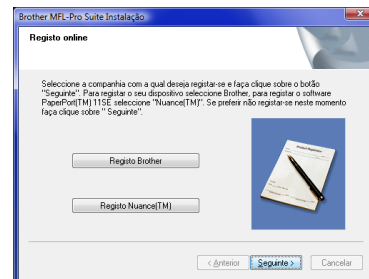 Brother MFL-Pro Suite Instalação
Registo online
Seleccione a companhia com a qual deseja registar-se e faça clique sobre o botão
"Seguinte". Para registar o seu dispositivo seleccione Brother, para registar o software
PaperPort(TM) 11SE seleccione "Nuance(TM)". Se preferir não registar-se neste momento
faça clique sobre " Seguinte".
Registo Brother
Registo Nuance(TM)
< Anterior
Seguinte >
Cancelar